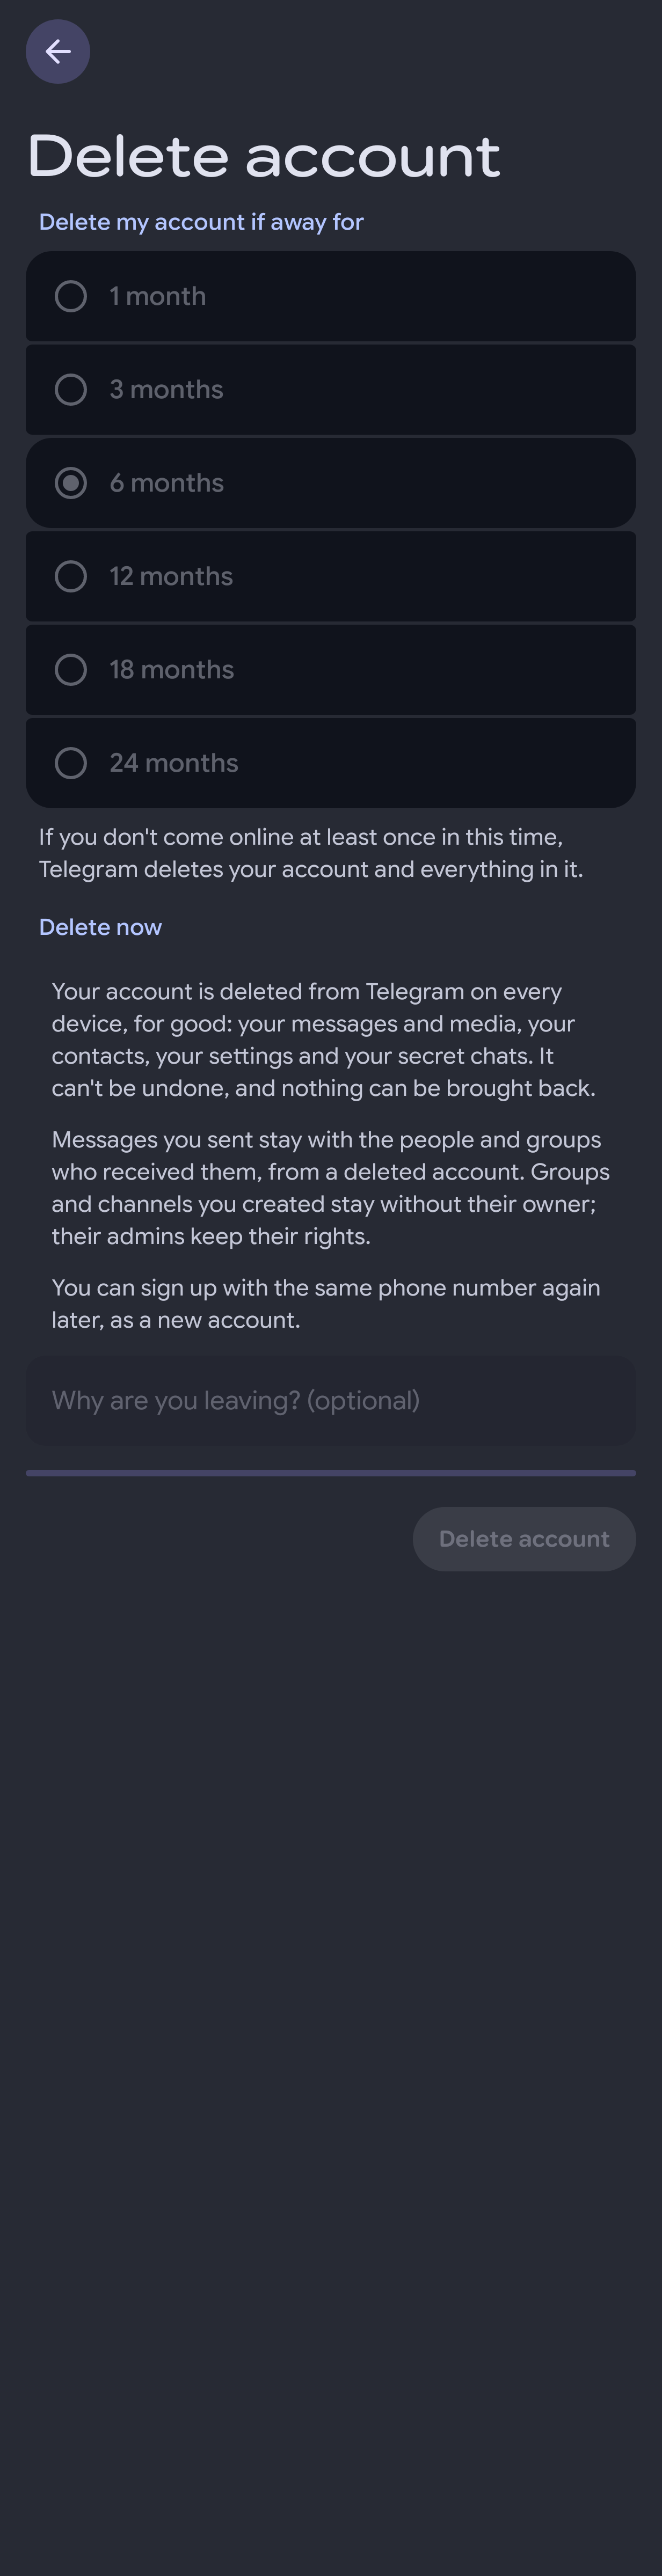 Delete account
Delete my account if away for
1 month
3 months
6 months
12 months
18 months
24 months
If you don't come online at least once in this time,
Telegram deletes your account and everything in it.
Delete now
Your account is deleted from Telegram on every
device, for good: your messages and media, your
contacts, your settings and your secret chats. It
can't be undone, and nothing can be brought back.
Messages you sent stay with the people and groups
who received them, from a deleted account. Groups
and channels you created stay without their owner;
their admins keep their rights.
You can sign up with the same phone number again
later, as a new account.
Why are you leaving? (optional)
Delete account